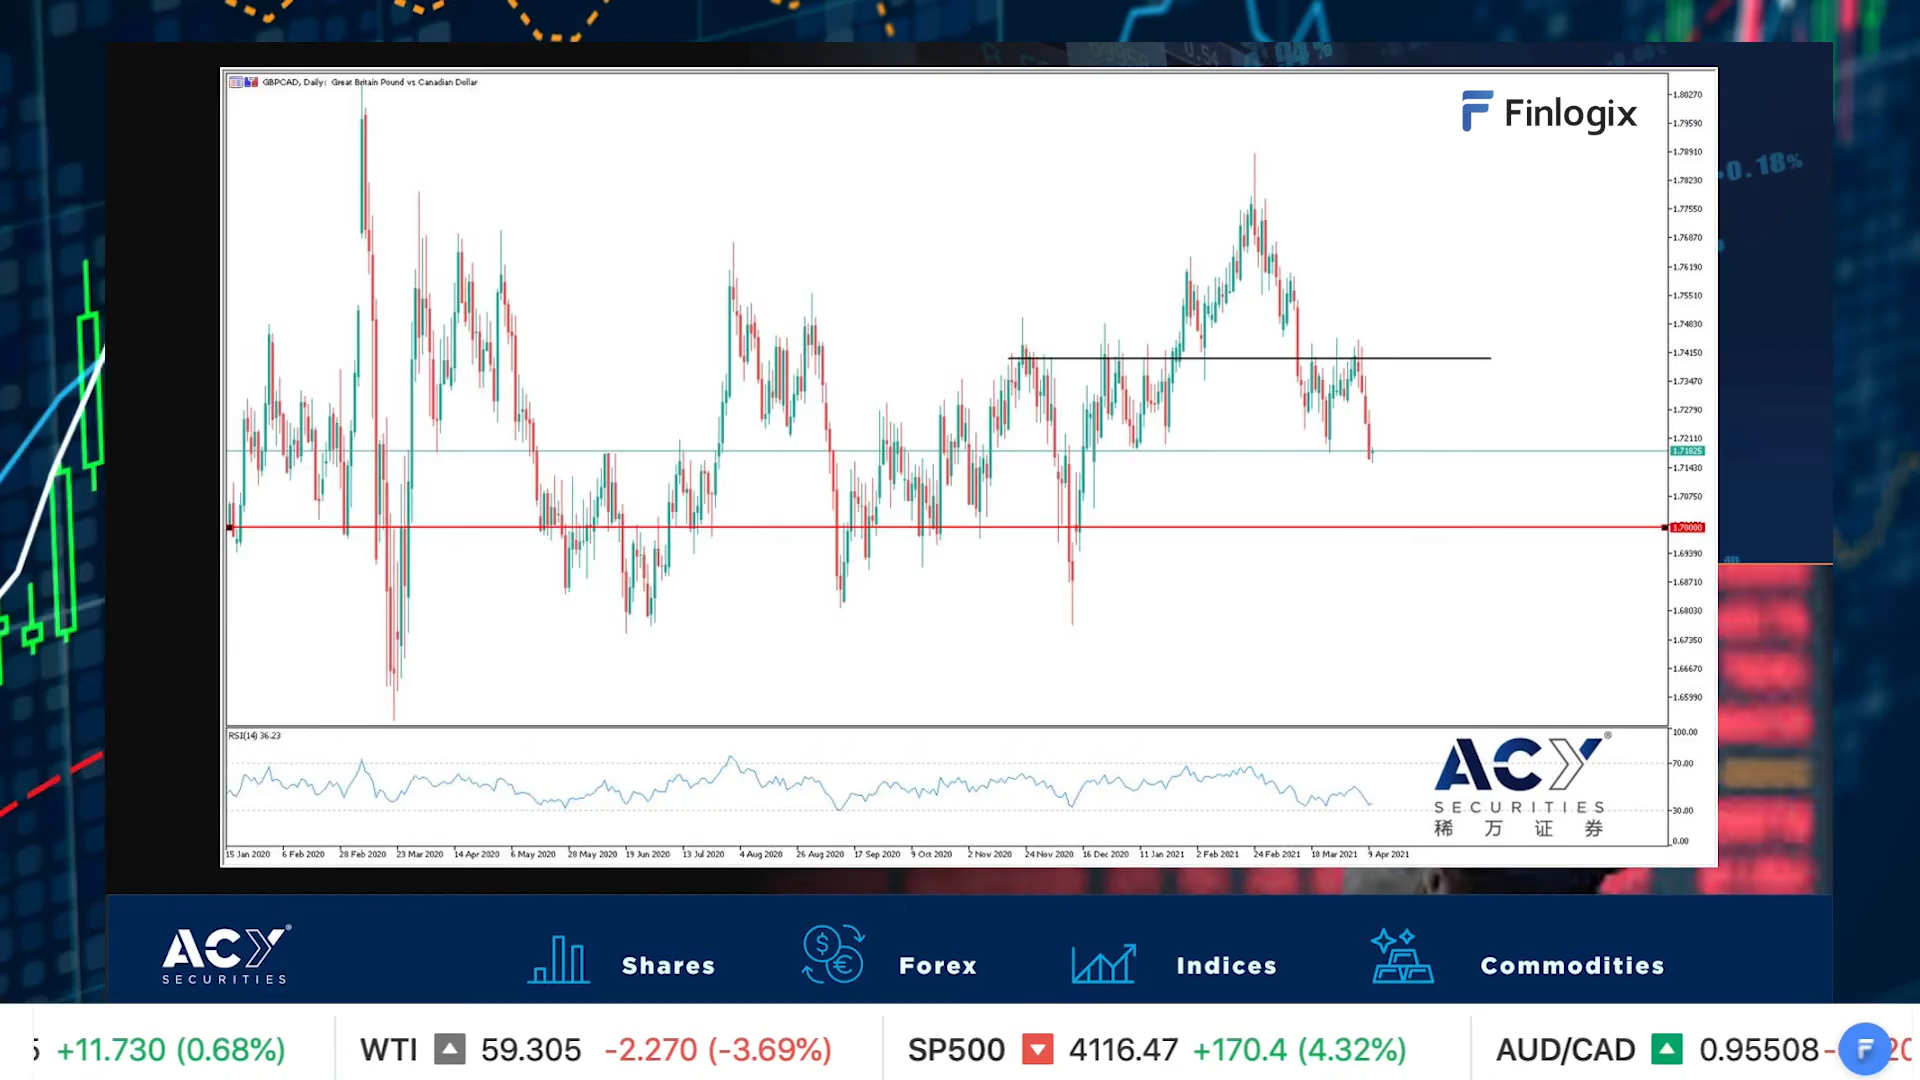 GBPCAD, Daily: Great Britain Pound vs Canadian Dollar
Finlogix
1.80270
1.79590
1.78910
1.78230
1.77550
1.76870
1.76190
1.75510
1.74830
1.74150
1.73470
1.72790
1.72110
1.71825
1.71430
1.70750
1.70000
1.69390
1.68710
1.68030
1.67350
1.66670
1.65990
-0.18%
RSI(14) 36.23
100.00
70.00
30.00
0.00
ACY
SECURITIES
稀万证券
15 Jan 2020 6 Feb 2020 28 Feb 2020 23 Mar 2020 14 Apr 2020 6 May 2020 28 May 2020 19 Jun 2020 13 Jul 2020 4 Aug 2020 26 Aug 2020 17 Sep 2020 9 Oct 2020 2 Nov 2020 24 Nov 2020 16 Dec 2020 11 Jan 2021 2 Feb 2021 24 Feb 2021 18 Mar 2021 9 Apr 2021
ACY
SECURITIES
Shares Forex Indices Commodities
+11.730 (0.68%) WTI 59.305 -2.270 (-3.69%) SP500 4116.47 +170.4 (4.32%) AUD/CAD 0.95508